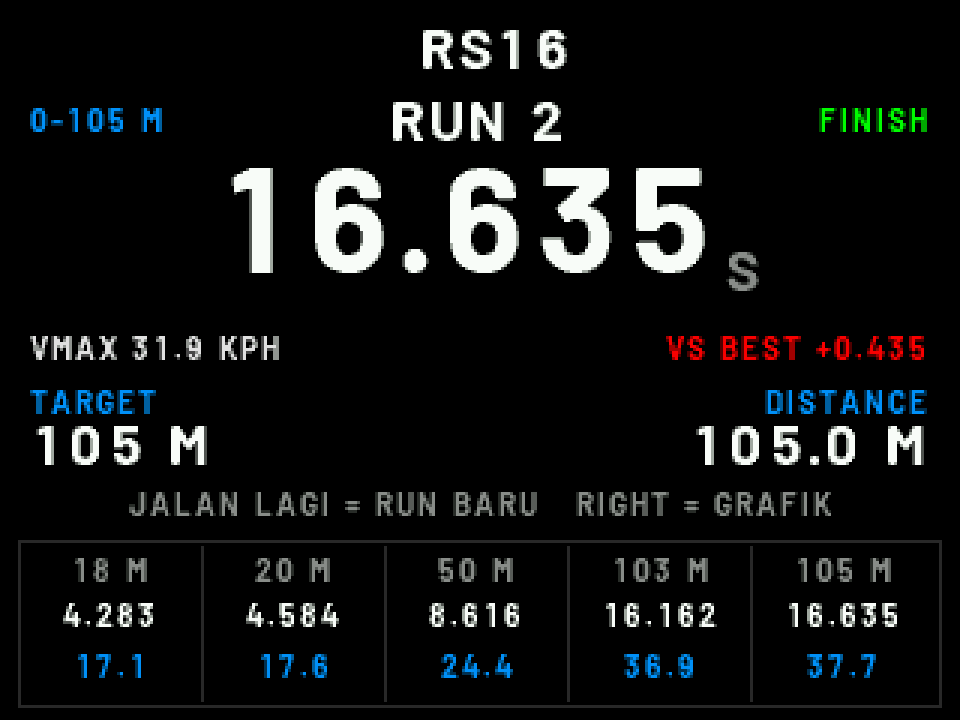 RS16
0-105 M RUN 2 FINISH
16.635 S
VMAX 31.9 KPH VS BEST +0.435
TARGET DISTANCE
105 M 105.0 M
JALAN LAGI = RUN BARU RIGHT = GRAFIK
18 M 20 M 50 M 103 M 105 M
4.283 4.584 8.616 16.162 16.635
17.1 17.6 24.4 36.9 37.7